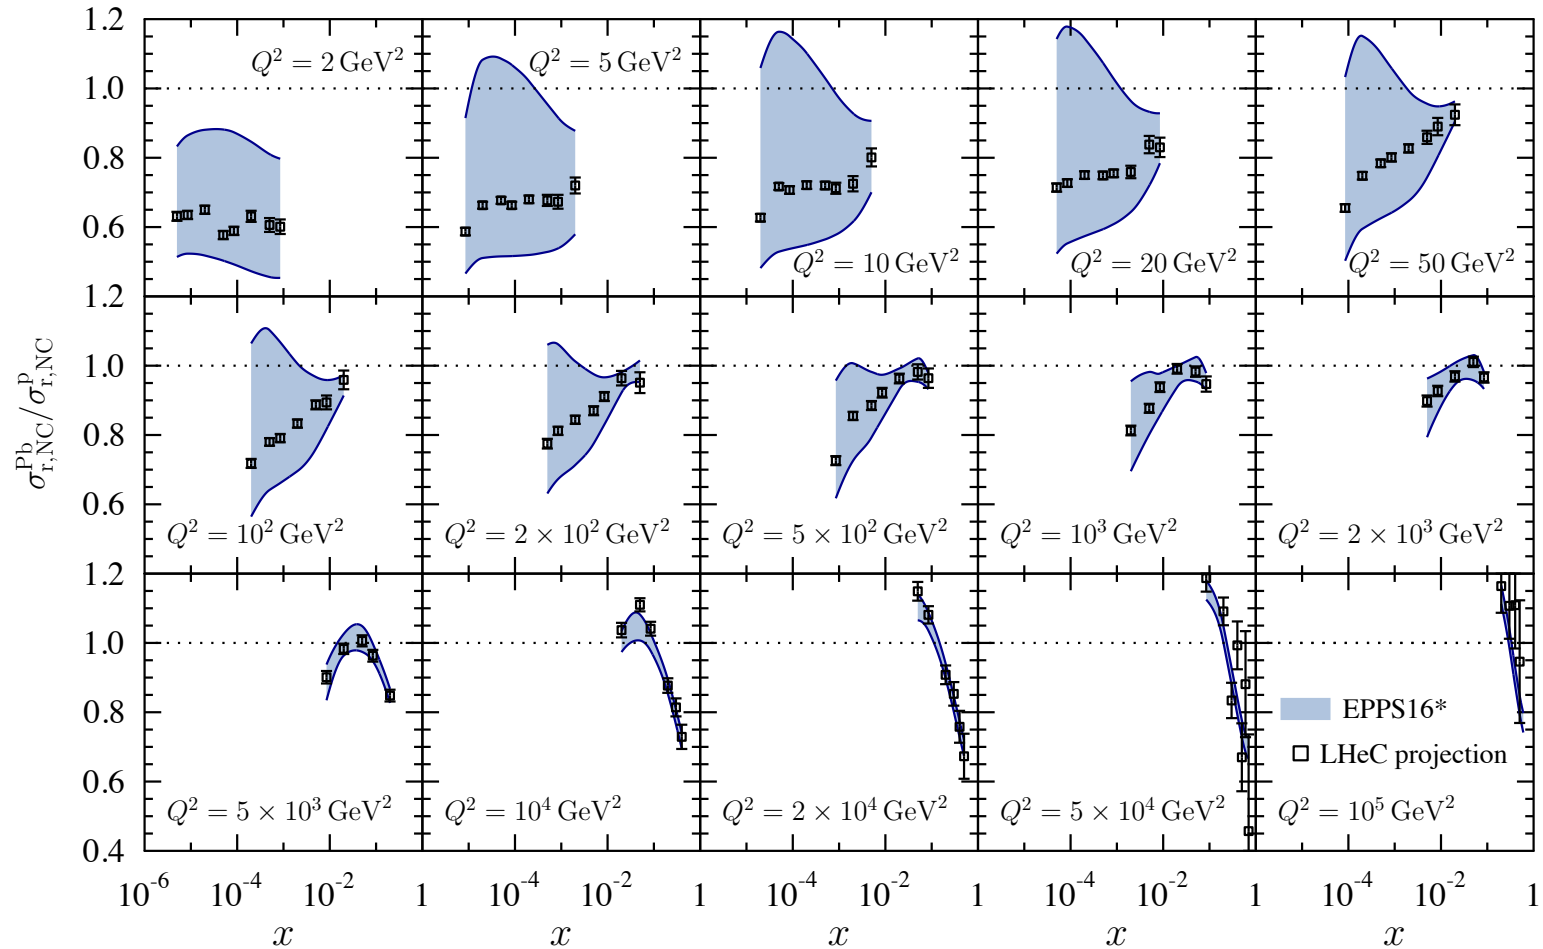 1.2
Q² = 2 GeV² Q² = 5 GeV²
1.0
0.8
0.6
Q² = 10 GeV² Q² = 20 GeV² Q² = 50 GeV²
1.2
1.0
0.8
0.6
Q² = 10² GeV² Q² = 2 × 10² GeV² Q² = 5 × 10² GeV² Q² = 10³ GeV² Q² = 2 × 10³ GeV²
σ^Pb_r,NC/σ^p_r,NC
1.2
1.0
0.8
0.6
0.4
EPPS16*
LHeC projection
Q² = 5 × 10³ GeV² Q² = 10⁴ GeV² Q² = 2 × 10⁴ GeV² Q² = 5 × 10⁴ GeV² Q² = 10⁵ GeV²
10⁻⁶ 10⁻⁴ 10⁻² 1 10⁻⁴ 10⁻² 1 10⁻⁴ 10⁻² 1 10⁻⁴ 10⁻² 1 10⁻⁴ 10⁻² 1
x x x x x